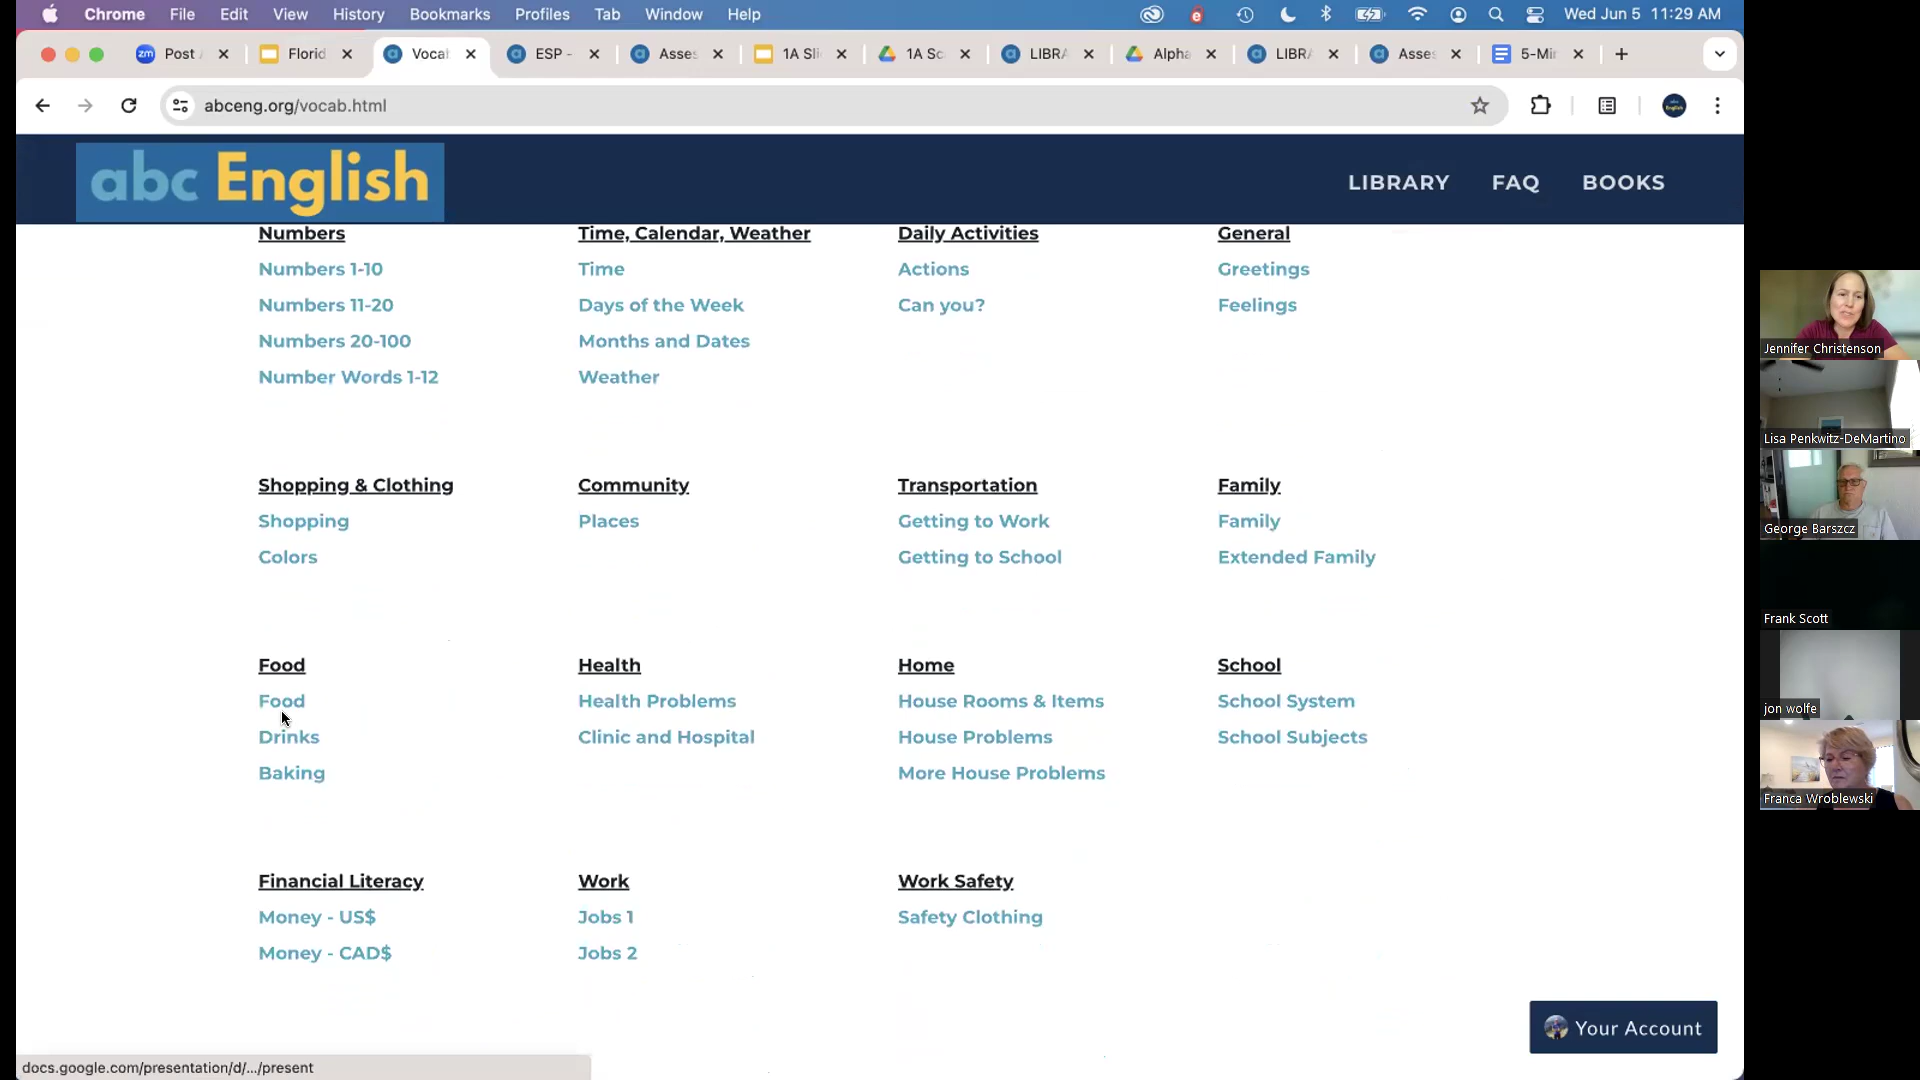 Chrome File Edit View History Bookmarks Profiles Tab Window Help Wed Jun 5 11:29 AM
zm Post Florid Vocab ESP - Asses 1A Sli 1A Sc LIBRA Alpha LIBRA Asses 5-Min
abceng.org/vocab.html
abc English LIBRARY FAQ BOOKS
Numbers Time, Calendar, Weather Daily Activities General
Numbers 1-10 Time Actions Greetings
Numbers 11-20 Days of the Week Can you? Feelings
Numbers 20-100 Months and Dates
Number Words 1-12 Weather
Shopping & Clothing Community Transportation Family
Shopping Places Getting to Work Family
Colors Getting to School Extended Family
Food Health Home School
Food Health Problems House Rooms & Items School System
Drinks Clinic and Hospital House Problems School Subjects
Baking More House Problems
Financial Literacy Work Work Safety
Money - US$ Jobs 1 Safety Clothing
Money - CAD$ Jobs 2
Your Account
docs.google.com/presentation/d/.../present
Jennifer Christenson
Lisa Penkwitz-DeMartino
George Barszcz
Frank Scott
jon wolfe
Franca Wroblewski